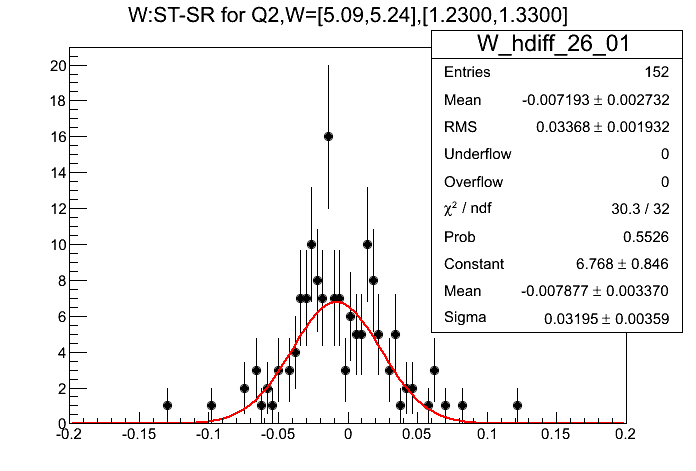 W:ST-SR for Q2,W=[5.09,5.24],[1.2300,1.3300]
W_hdiff_26_01
Entries 152
Mean -0.007193 ± 0.002732
RMS 0.03368 ± 0.001932
Underflow 0
Overflow 0
χ² / ndf 30.3 / 32
Prob 0.5526
Constant 6.768 ± 0.846
Mean -0.007877 ± 0.003370
Sigma 0.03195 ± 0.00359
20
18
16
14
12
10
8
6
4
2
0
-0.2 -0.15 -0.1 -0.05 0 0.05 0.1 0.15 0.2